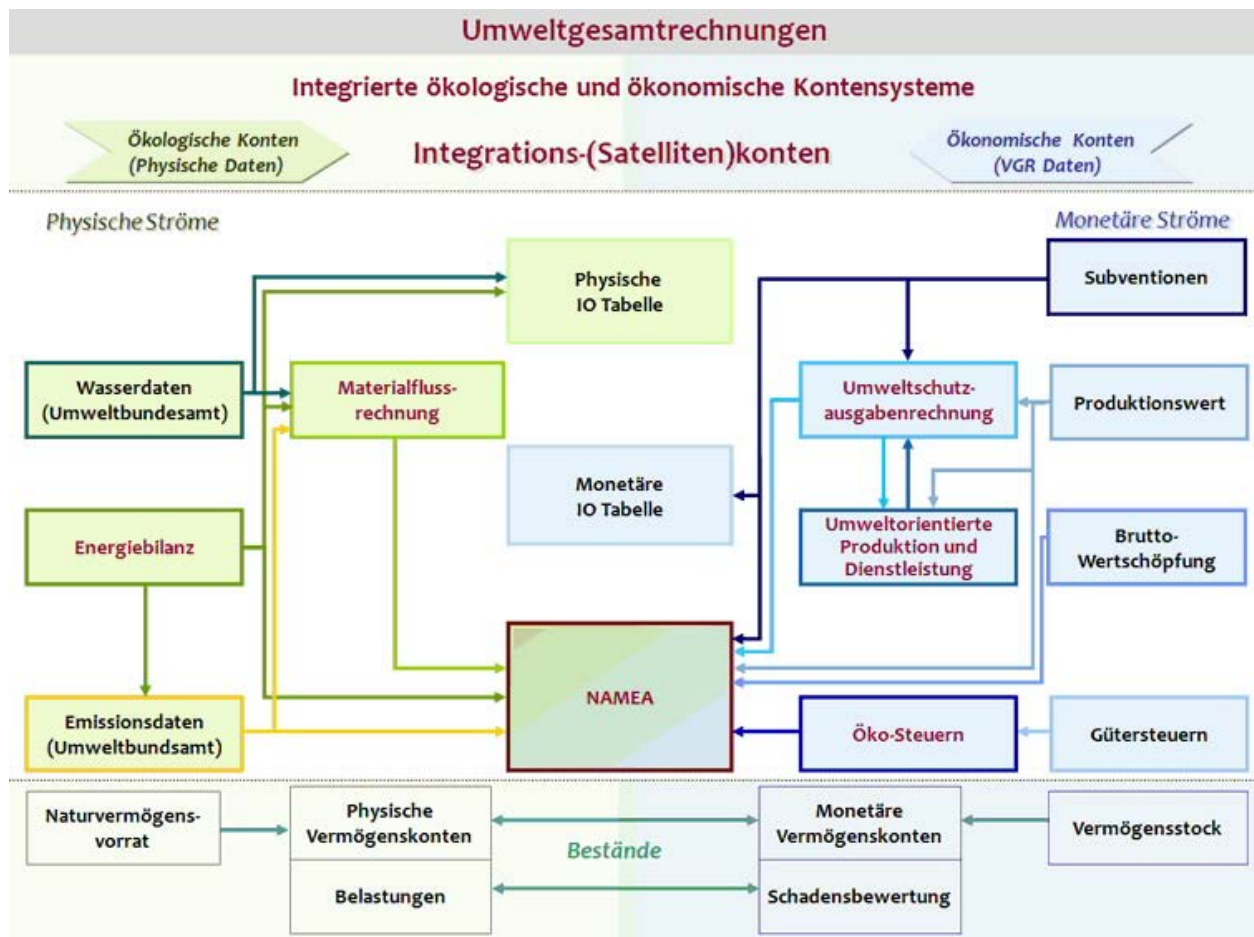 Umweltgesamtrechnungen
Integrierte ökologische und ökonomische Kontensysteme
Ökologische Konten
(Physische Daten)
Integrations-(Satelliten)konten
Ökonomische Konten
(VGR Daten)
Physische Ströme
Monetäre Ströme
Physische
IO Tabelle
Subventionen
Wasserdaten
(Umweltbundesamt)
Materialfluss-
rechnung
Umweltschutz-
ausgabenrechnung
Produktionswert
Monetäre
IO Tabelle
Energiebilanz
Umweltorientierte
Produktion und
Dienstleistung
Brutto-
Wertschöpfung
NAMEA
Emissionsdaten
(Umweltbundsamt)
Öko-Steuern
Gütersteuern
Naturvermögens-
vorrat
Physische
Vermögenskonten
Bestände
Monetäre
Vermögenskonten
Vermögensstock
Belastungen
Schadensbewertung